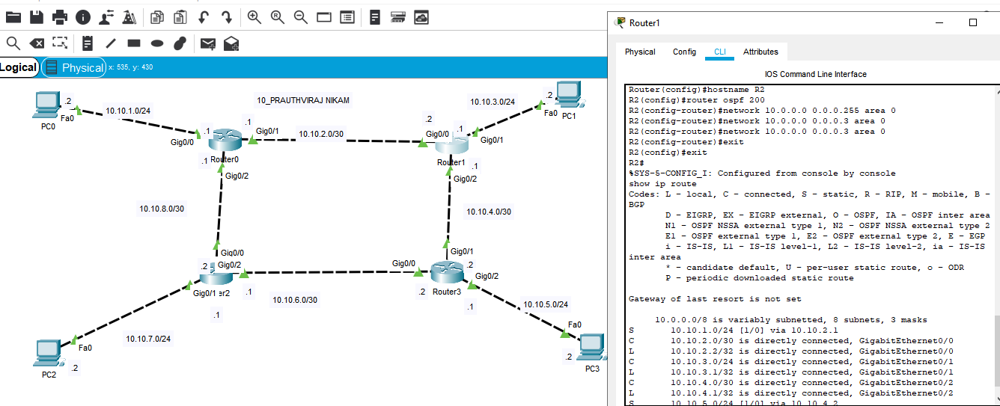 Logical
Physical
x: 535, y: 430
10_PRAUTHVIRAJ NIKAM
.2
10.10.1.0/24
Fa0
PC0
Gig0/0
.1
.1
Gig0/1
10.10.2.0/30
.1
Router0
Gig0/2
.2
10.10.3.0/24
Fa0
PC1
.2
Gig0/0
.1
Gig0/1
Router1
.1
Gig0/2
10.10.8.0/30
10.10.4.0/30
Gig0/0
.2
Gig0/2
Gig0/1
er2
.1
.1
10.10.6.0/30
Gig0/0
Gig0/1
.2
Gig0/2
.2
Router3
.1
10.10.5.0/24
Fa0
.2
PC3
10.10.7.0/24
Fa0
.2
PC2
Router1
Physical
Config
CLI
Attributes
IOS Command Line Interface
Router(config)#hostname R2
R2(config)#router ospf 200
R2(config-router)#network 10.0.0.0 0.0.0.255 area 0
R2(config-router)#network 10.0.0.0 0.0.0.3 area 0
R2(config-router)#network 10.0.0.0 0.0.0.3 area 0
R2(config-router)#exit
R2(config)#exit
R2#
%SYS-5-CONFIG_I: Configured from console by console
show ip route
Codes: L - local, C - connected, S - static, R - RIP, M - mobile, B -
BGP
D - EIGRP, EX - EIGRP external, O - OSPF, IA - OSPF inter area
N1 - OSPF NSSA external type 1, N2 - OSPF NSSA external type 2
E1 - OSPF external type 1, E2 - OSPF external type 2, E - EGP
i - IS-IS, L1 - IS-IS level-1, L2 - IS-IS level-2, ia - IS-IS
inter area
* - candidate default, U - per-user static route, o - ODR
P - periodic downloaded static route
Gateway of last resort is not set
10.0.0.0/8 is variably subnetted, 8 subnets, 3 masks
S 10.10.1.0/24 [1/0] via 10.10.2.1
C 10.10.2.0/30 is directly connected, GigabitEthernet0/0
L 10.10.2.2/32 is directly connected, GigabitEthernet0/0
C 10.10.3.0/24 is directly connected, GigabitEthernet0/1
L 10.10.3.1/32 is directly connected, GigabitEthernet0/1
C 10.10.4.0/30 is directly connected, GigabitEthernet0/2
L 10.10.4.1/32 is directly connected, GigabitEthernet0/2
S 10.10.5.0/24 [1/0] via 10.10.4.2